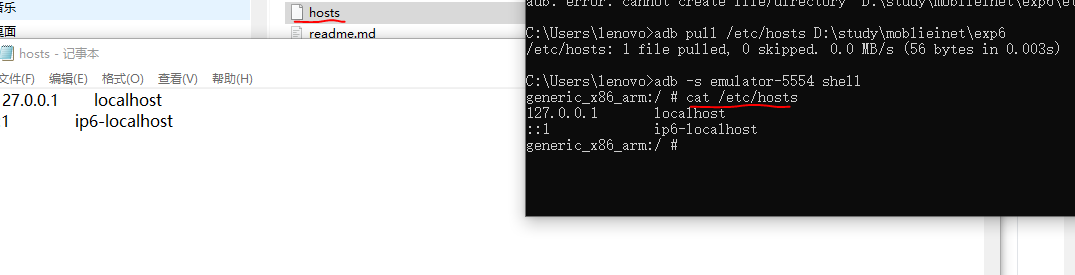 音乐
桌面
hosts
readme.md
hosts - 记事本
文件(F) 编辑(E) 格式(O) 查看(V) 帮助(H)
27.0.0.1 localhost
:1 ip6-localhost
adb: error: cannot create file/directory 'D:\study\moblieinet\exp6\e
C:\Users\lenovo>adb pull /etc/hosts D:\study\moblieinet\exp6
/etc/hosts: 1 file pulled, 0 skipped. 0.0 MB/s (56 bytes in 0.003s)
C:\Users\lenovo>adb -s emulator-5554 shell
generic_x86_arm:/ # cat /etc/hosts
127.0.0.1 localhost
::1 ip6-localhost
generic_x86_arm:/ #